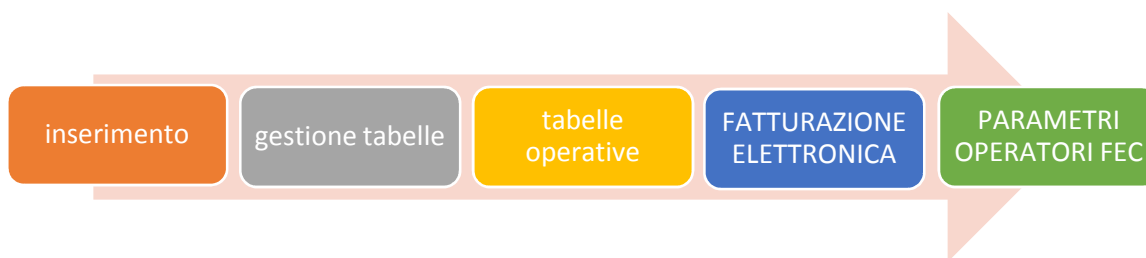 inserimento
gestione tabelle
tabelle
operative
FATTURAZIONE
ELETTRONICA
PARAMETRI
OPERATORI FEC